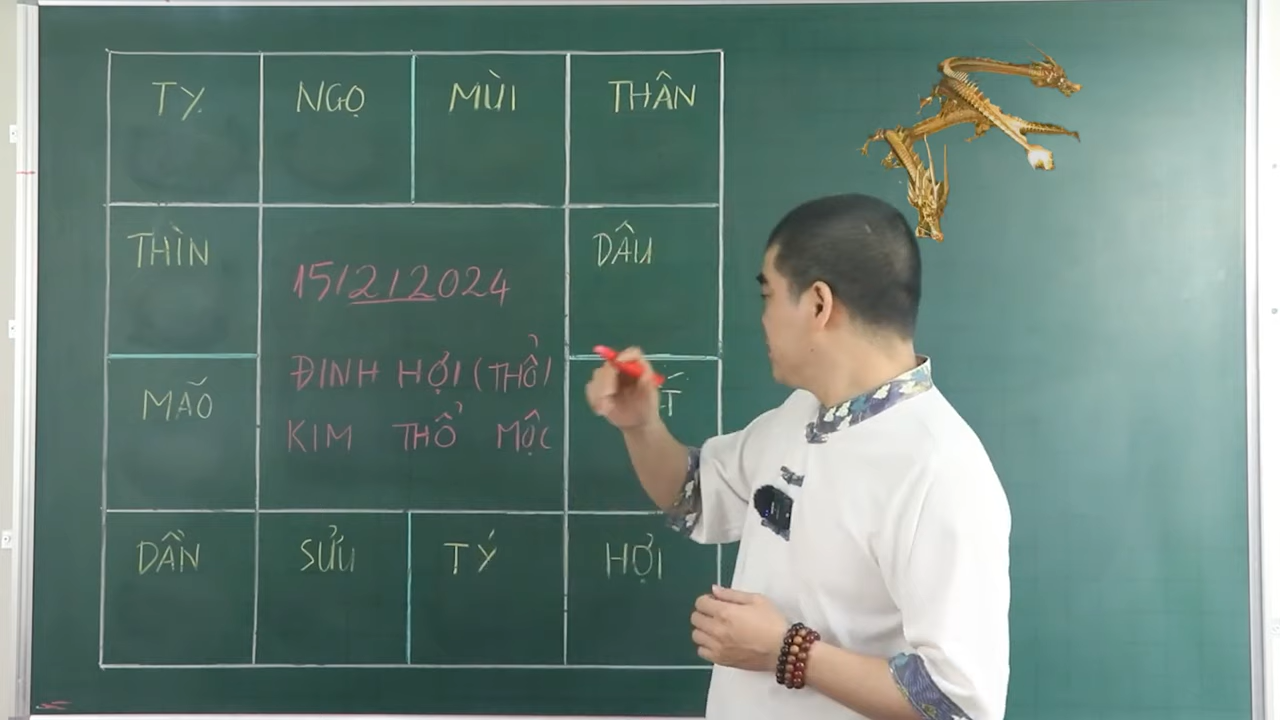 TỴ NGỌ MÙI THÂN
THÌN DẬU
15/2/2024
ĐINH HỢI (THỔ)
KIM THỔ MỘC
MÃO
DẦN SỬU TÝ HỢI